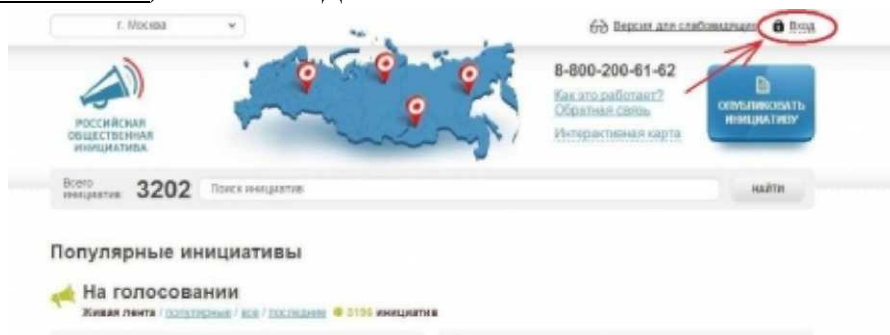 г. Москва
Версия для слабовидящих
Вход
8-800-200-61-62
Как это работает?
Обратная связь
Интерактивная карта
ОПУБЛИКОВАТЬ
ИНИЦИАТИВУ
РОССИЙСКАЯ
ОБЩЕСТВЕННАЯ
ИНИЦИАТИВА
Всего
инициатив: 3202 Поиск инициатив НАЙТИ
Популярные инициативы
На голосовании
Живая лента / популярные / все / последние 3196 инициатив